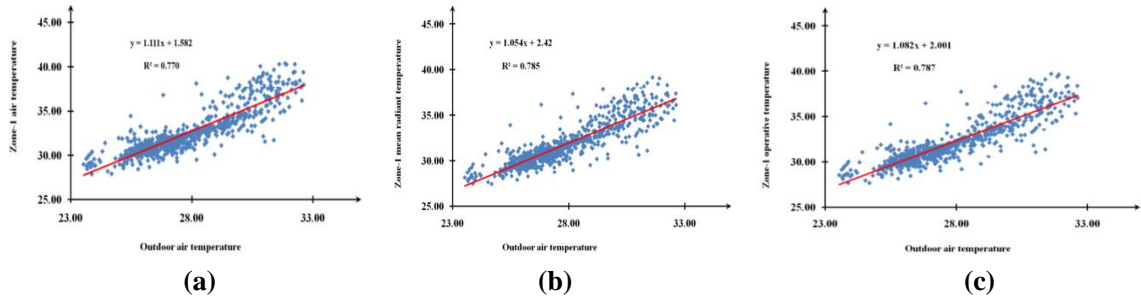 45.00
40.00
35.00
30.00
25.00
Zone-1 air temperature
y = 1.111x + 1.582
R² = 0.770
23.00 28.00 33.00
Outdoor air temperature
(a)
45.00
40.00
35.00
30.00
25.00
Zone-1 mean radiant temperature
y = 1.054x + 2.42
R² = 0.785
23.00 28.00 33.00
Outdoor air temperature
(b)
45.00
40.00
35.00
30.00
25.00
Zone-1 operative temperature
y = 1.082x + 2.001
R² = 0.787
23.00 28.00 33.00
Outdoor air temperature
(c)